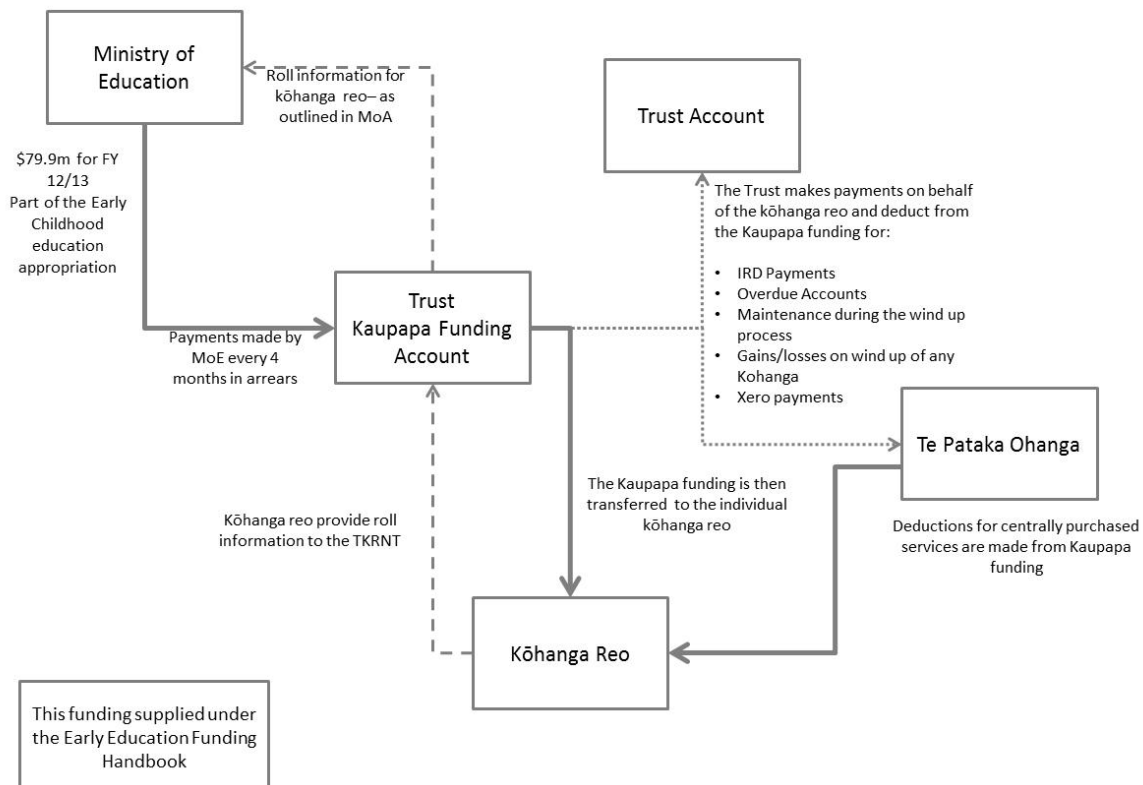 Ministry of
Education
Roll information for
kōhanga reo– as
outlined in MoA
Trust Account
$79.9m for FY
12/13
Part of the Early
Childhood
education
appropriation
The Trust makes payments on behalf
of the kōhanga reo and deduct from
the Kaupapa funding for:
• IRD Payments
• Overdue Accounts
• Maintenance during the wind up
process
• Gains/losses on wind up of any
Kohanga
• Xero payments
Trust
Kaupapa Funding
Account
Payments made by
MoE every 4
months in arrears
Te Pataka Ohanga
The Kaupapa funding is then
transferred to the individual
kōhanga reo
Kōhanga reo provide roll
information to the TKRNT
Deductions for centrally purchased
services are made from Kaupapa
funding
Kōhanga Reo
This funding supplied under
the Early Education Funding
Handbook